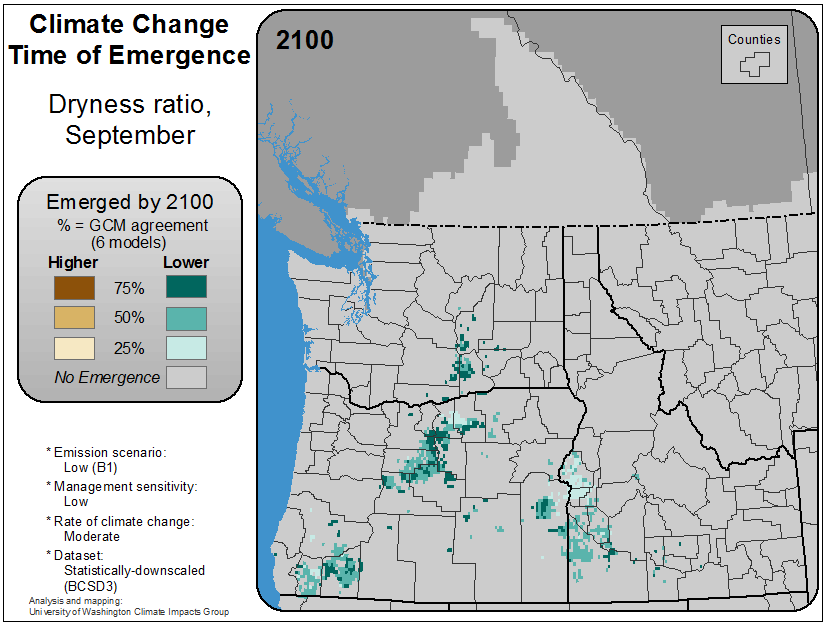 Climate Change
Time of Emergence
Dryness ratio,
September
Emerged by 2100
% = GCM agreement
(6 models)
Higher Lower
75%
50%
25%
No Emergence
* Emission scenario:
Low (B1)
* Management sensitivity:
Low
* Rate of climate change:
Moderate
* Dataset:
Statistically-downscaled
(BCSD3)
Analysis and mapping:
University of Washington Climate Impacts Group
2100
Counties